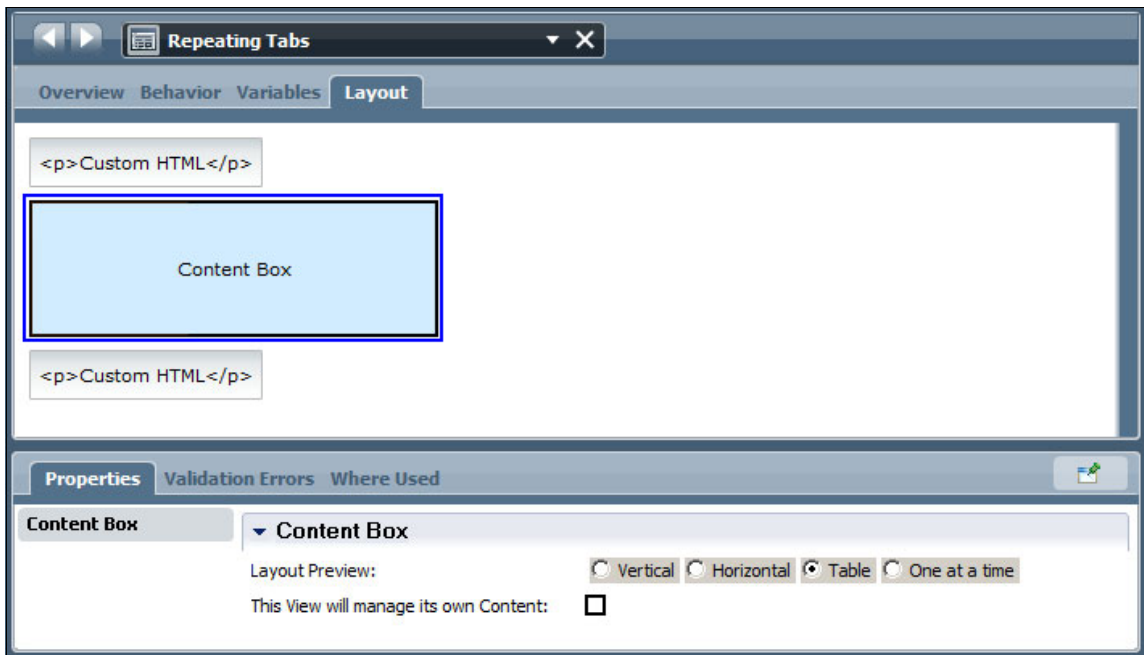 Repeating Tabs
Overview Behavior Variables Layout
<p>Custom HTML</p>
Content Box
<p>Custom HTML</p>
Properties Validation Errors Where Used
Content Box
Content Box
Layout Preview: Vertical Horizontal Table One at a time
This View will manage its own Content: